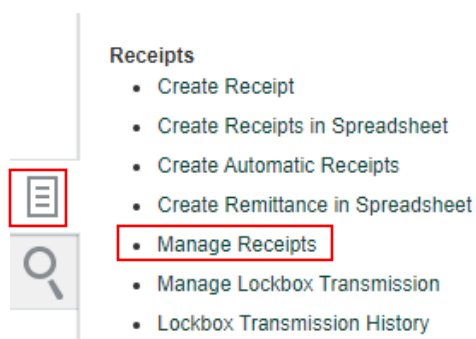 Receipts
• Create Receipt
• Create Receipts in Spreadsheet
• Create Automatic Receipts
• Create Remittance in Spreadsheet
• Manage Receipts
• Manage Lockbox Transmission
• Lockbox Transmission History